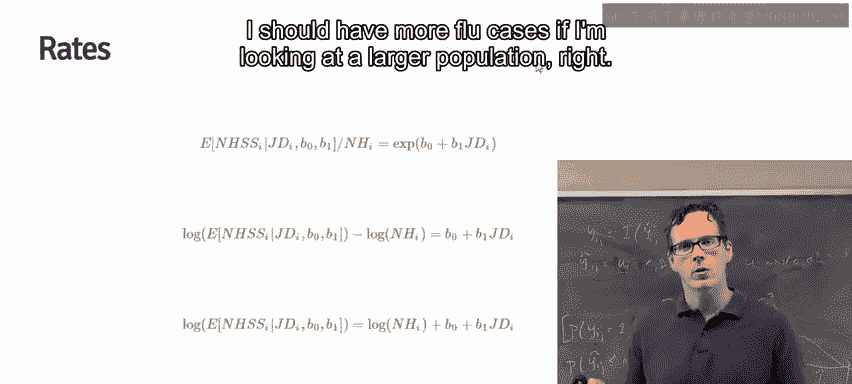 Rates
I should have more flu cases if I'm
looking at a larger population, right.
E[NHSS_i|JD_i, b_0, b_1]/NH_i = exp(b_0 + b_1JD_i)
log(E[NHSS_i|JD_i, b_0, b_1]) − log(NH_i) = b_0 + b_1JD_i
log(E[NHSS_i|JD_i, b_0, b_1]) = log(NH_i) + b_0 + b_1JD_i